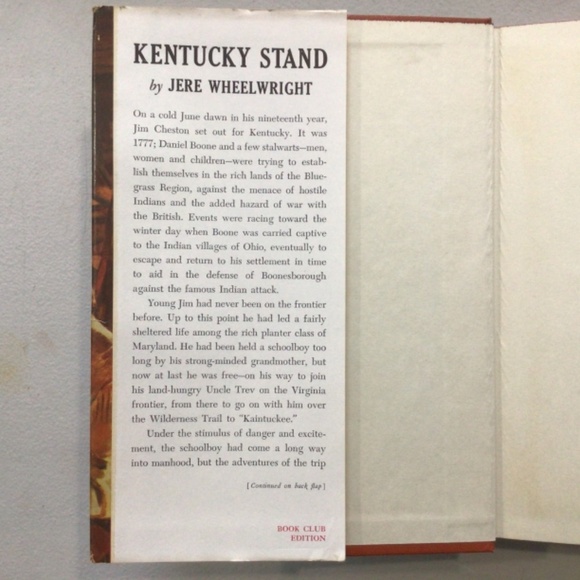 KENTUCKY STAND
by JERE WHEELWRIGHT
On a cold June dawn in his nineteenth year,
Jim Cheston set out for Kentucky. It was
1777; Daniel Boone and a few stalwarts—men,
women and children—were trying to estab-
lish themselves in the rich lands of the Blue-
grass Region, against the menace of hostile
Indians and the added hazard of war with
the British. Events were racing toward the
winter day when Boone was carried captive
to the Indian villages of Ohio, eventually to
escape and return to his settlement in time
to aid in the defense of Boonesborough
against the famous Indian attack.
Young Jim had never been on the frontier
before. Up to this point he had led a fairly
sheltered life among the rich planter class of
Maryland. He had been held a schoolboy too
long by his strong-minded grandmother, but
now at last he was free—on his way to join
his land-hungry Uncle Trev on the Virginia
frontier, from there to go on with him over
the Wilderness Trail to "Kaintuckee."
Under the stimulus of danger and excite-
ment, the schoolboy had come a long way
into manhood, but the adventures of the trip
[Continued on back flap]
BOOK CLUB
EDITION